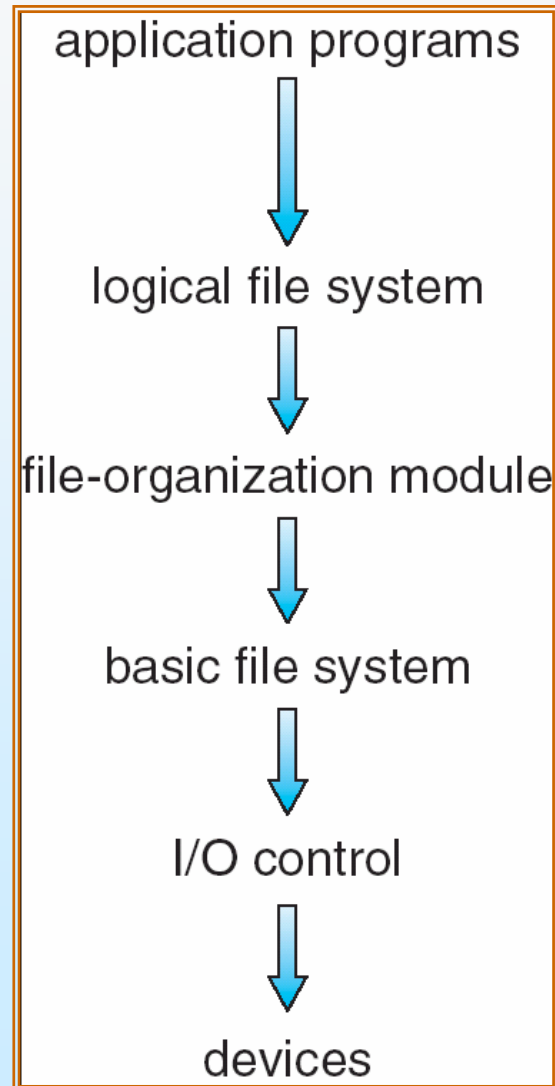 application programs
logical file system
file-organization module
basic file system
I/O control
devices